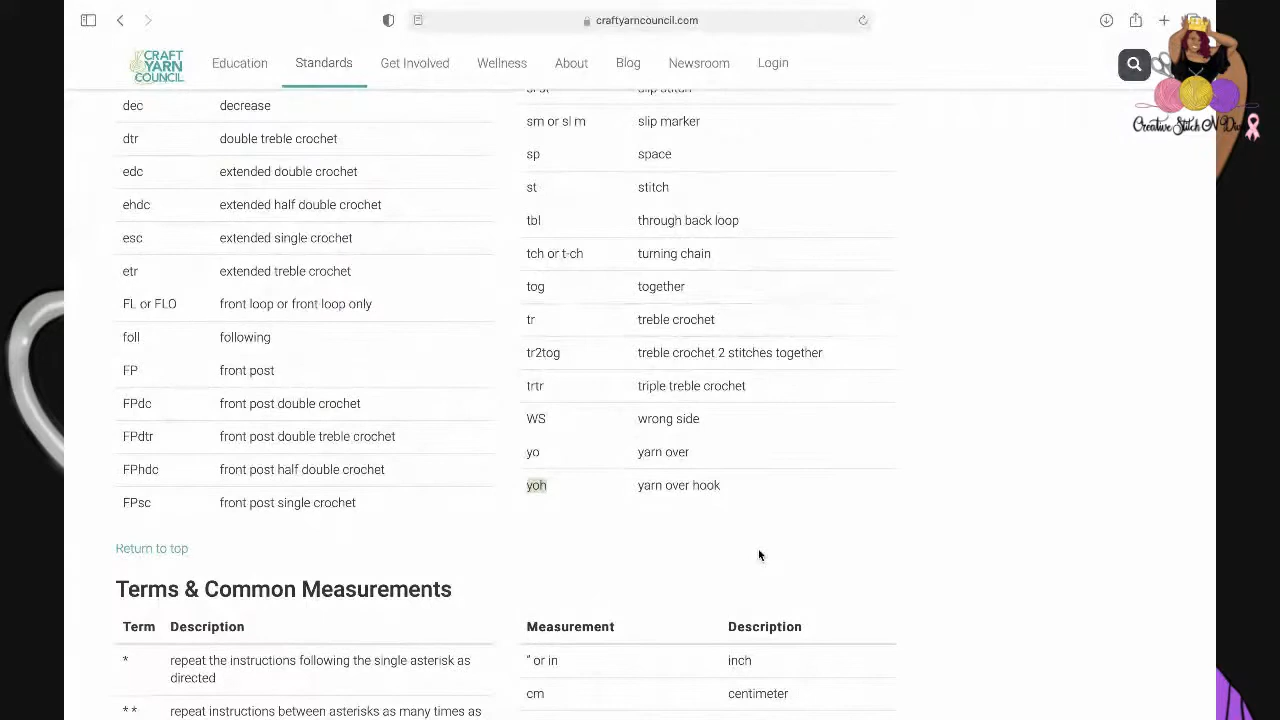 craftyarncouncil.com
CRAFT
YARN
COUNCIL
Education
Standards
Get Involved
Wellness
About
Blog
Newsroom
Login
dec decrease
dtr double treble crochet
edc extended double crochet
ehdc extended half double crochet
esc extended single crochet
etr extended treble crochet
FL or FLO front loop or front loop only
foll following
FP front post
FPdc front post double crochet
FPdtr front post double treble crochet
FPhdc front post half double crochet
FPsc front post single crochet
sl st slip stitch
sm or sl m slip marker
sp space
st stitch
tbl through back loop
tch or t-ch turning chain
tog together
tr treble crochet
tr2tog treble crochet 2 stitches together
trtr triple treble crochet
WS wrong side
yo yarn over
yoh yarn over hook
Return to top
Terms & Common Measurements
Term Description
* repeat the instructions following the single asterisk as
directed
* * repeat instructions between asterisks as many times as
Measurement Description
" or in inch
cm centimeter
Creative Stitch N